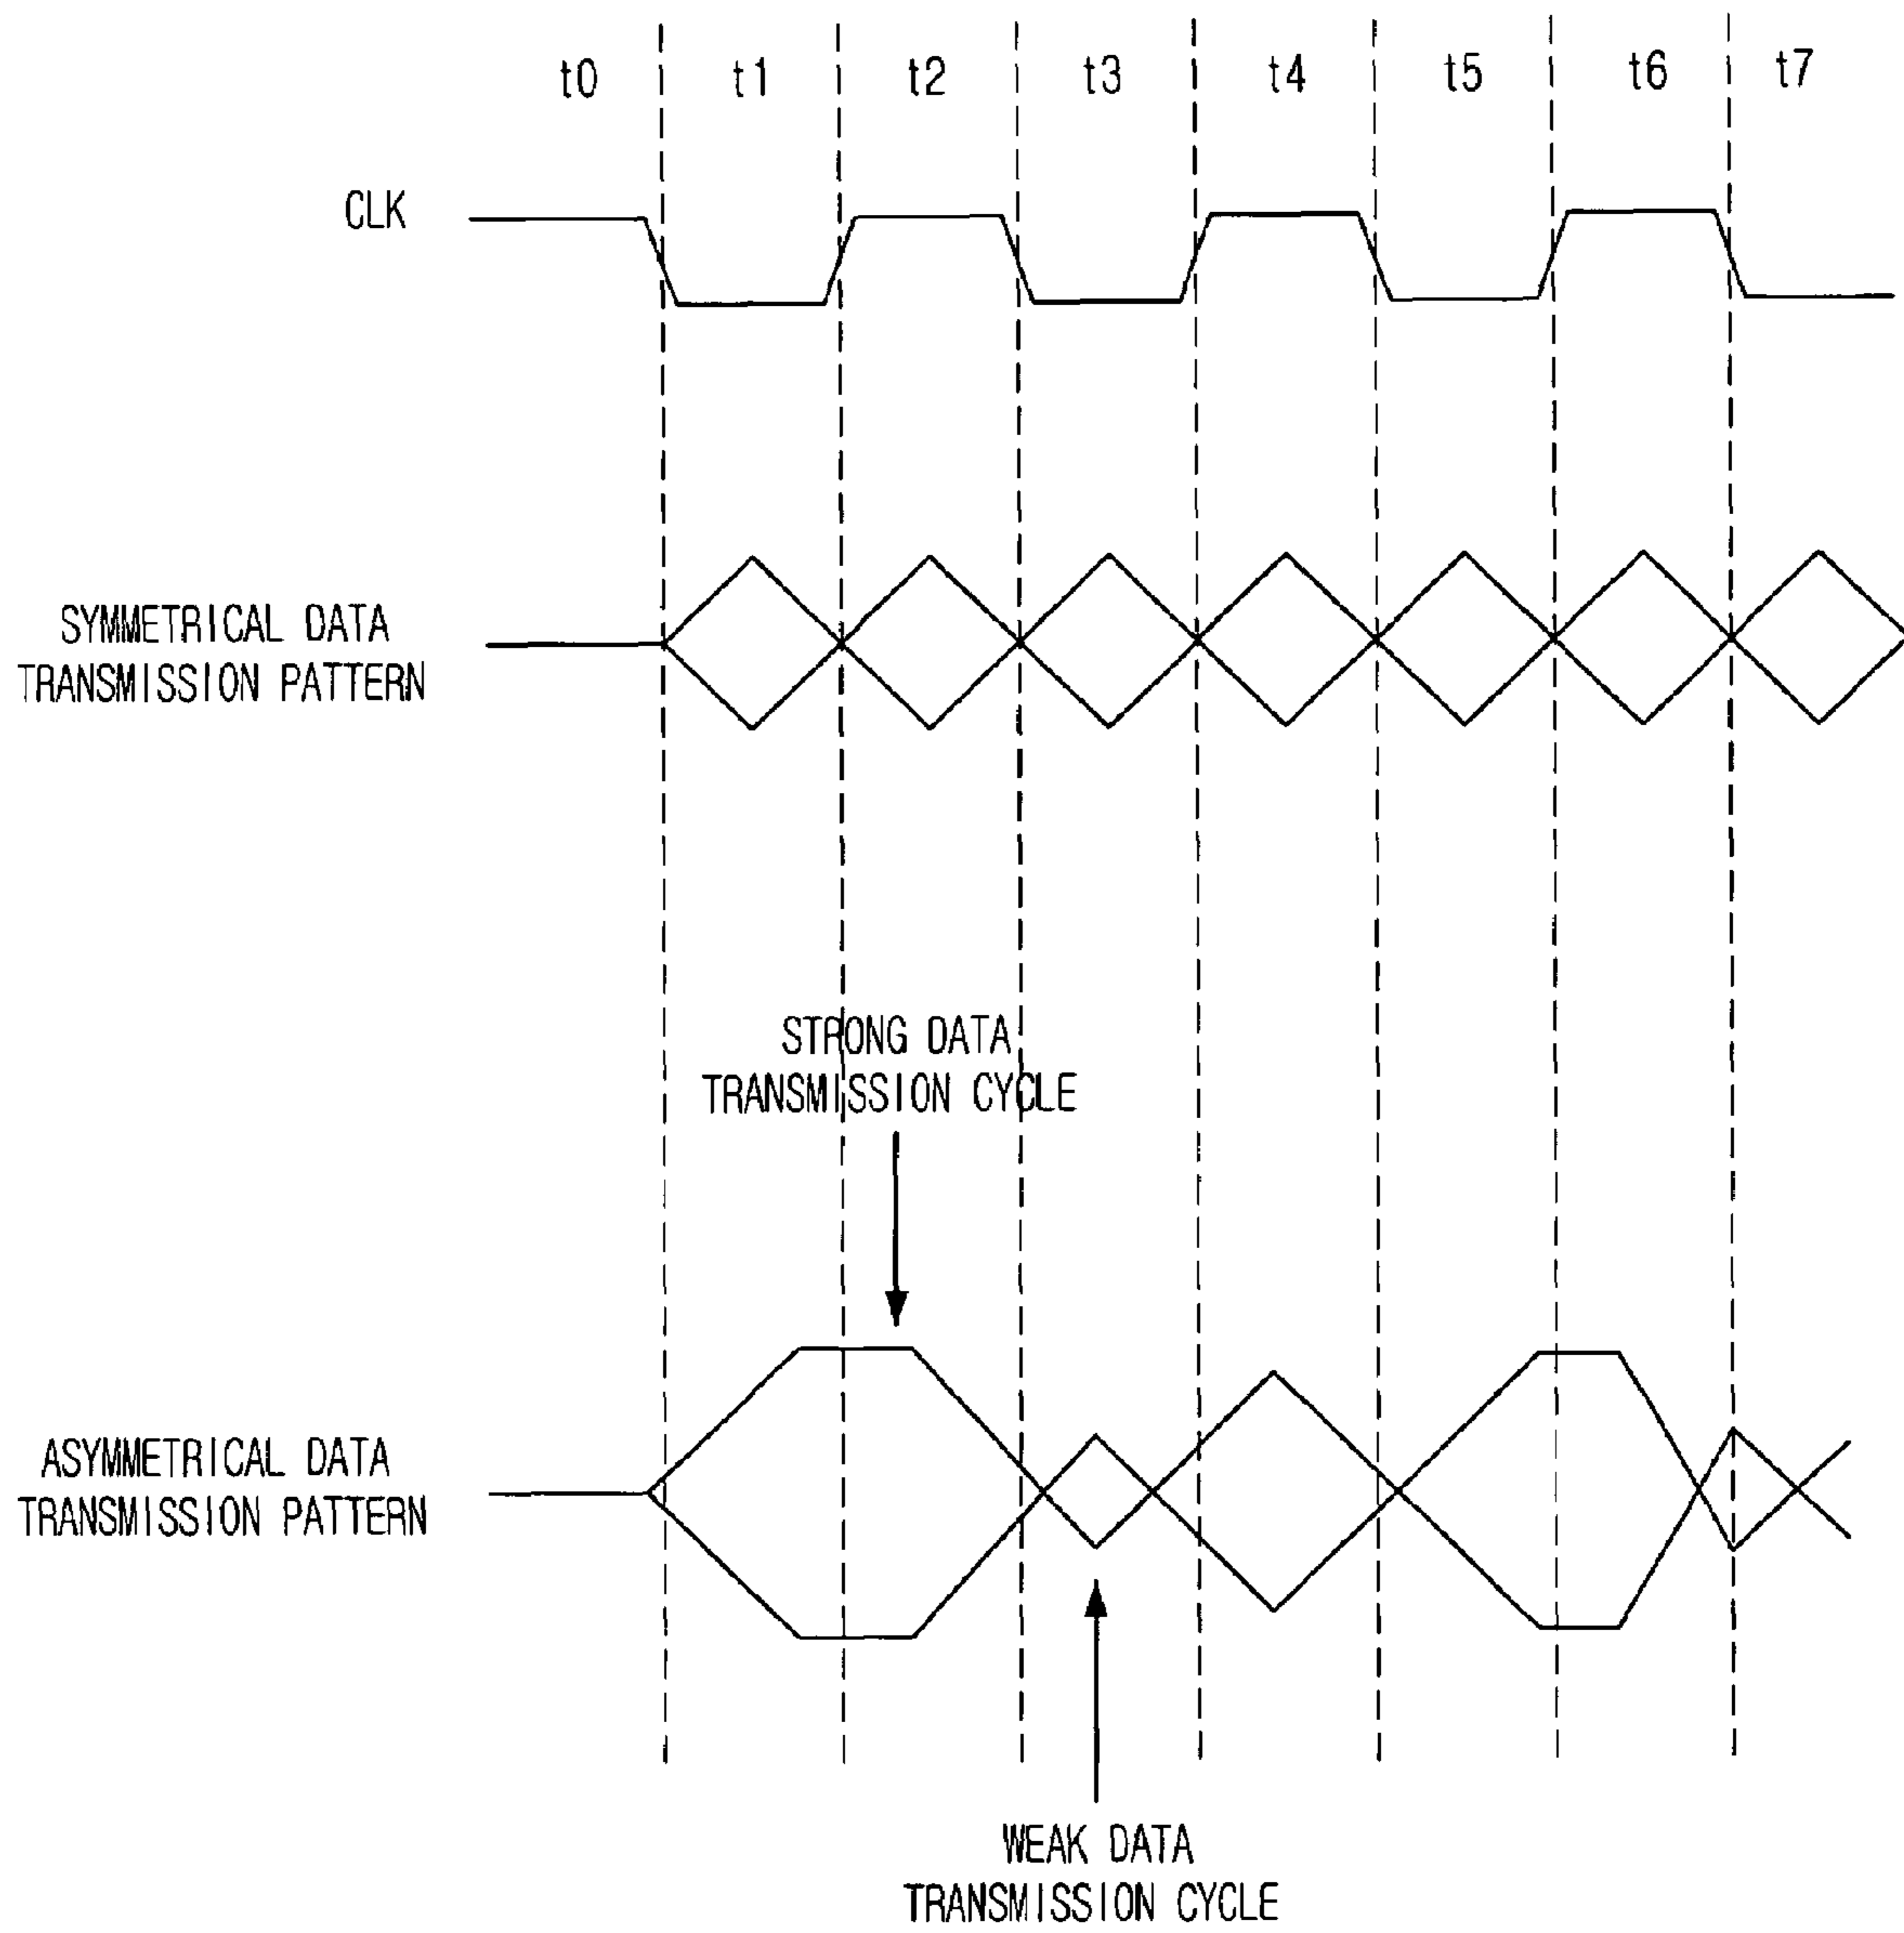 t0 t1 t2 t3 t4 t5 t6 t7
CLK
SYMMETRICAL DATA
TRANSMISSION PATTERN
STRONG DATA
TRANSMISSION CYCLE
ASYMMETRICAL DATA
TRANSMISSION PATTERN
WEAK DATA
TRANSMISSION CYCLE